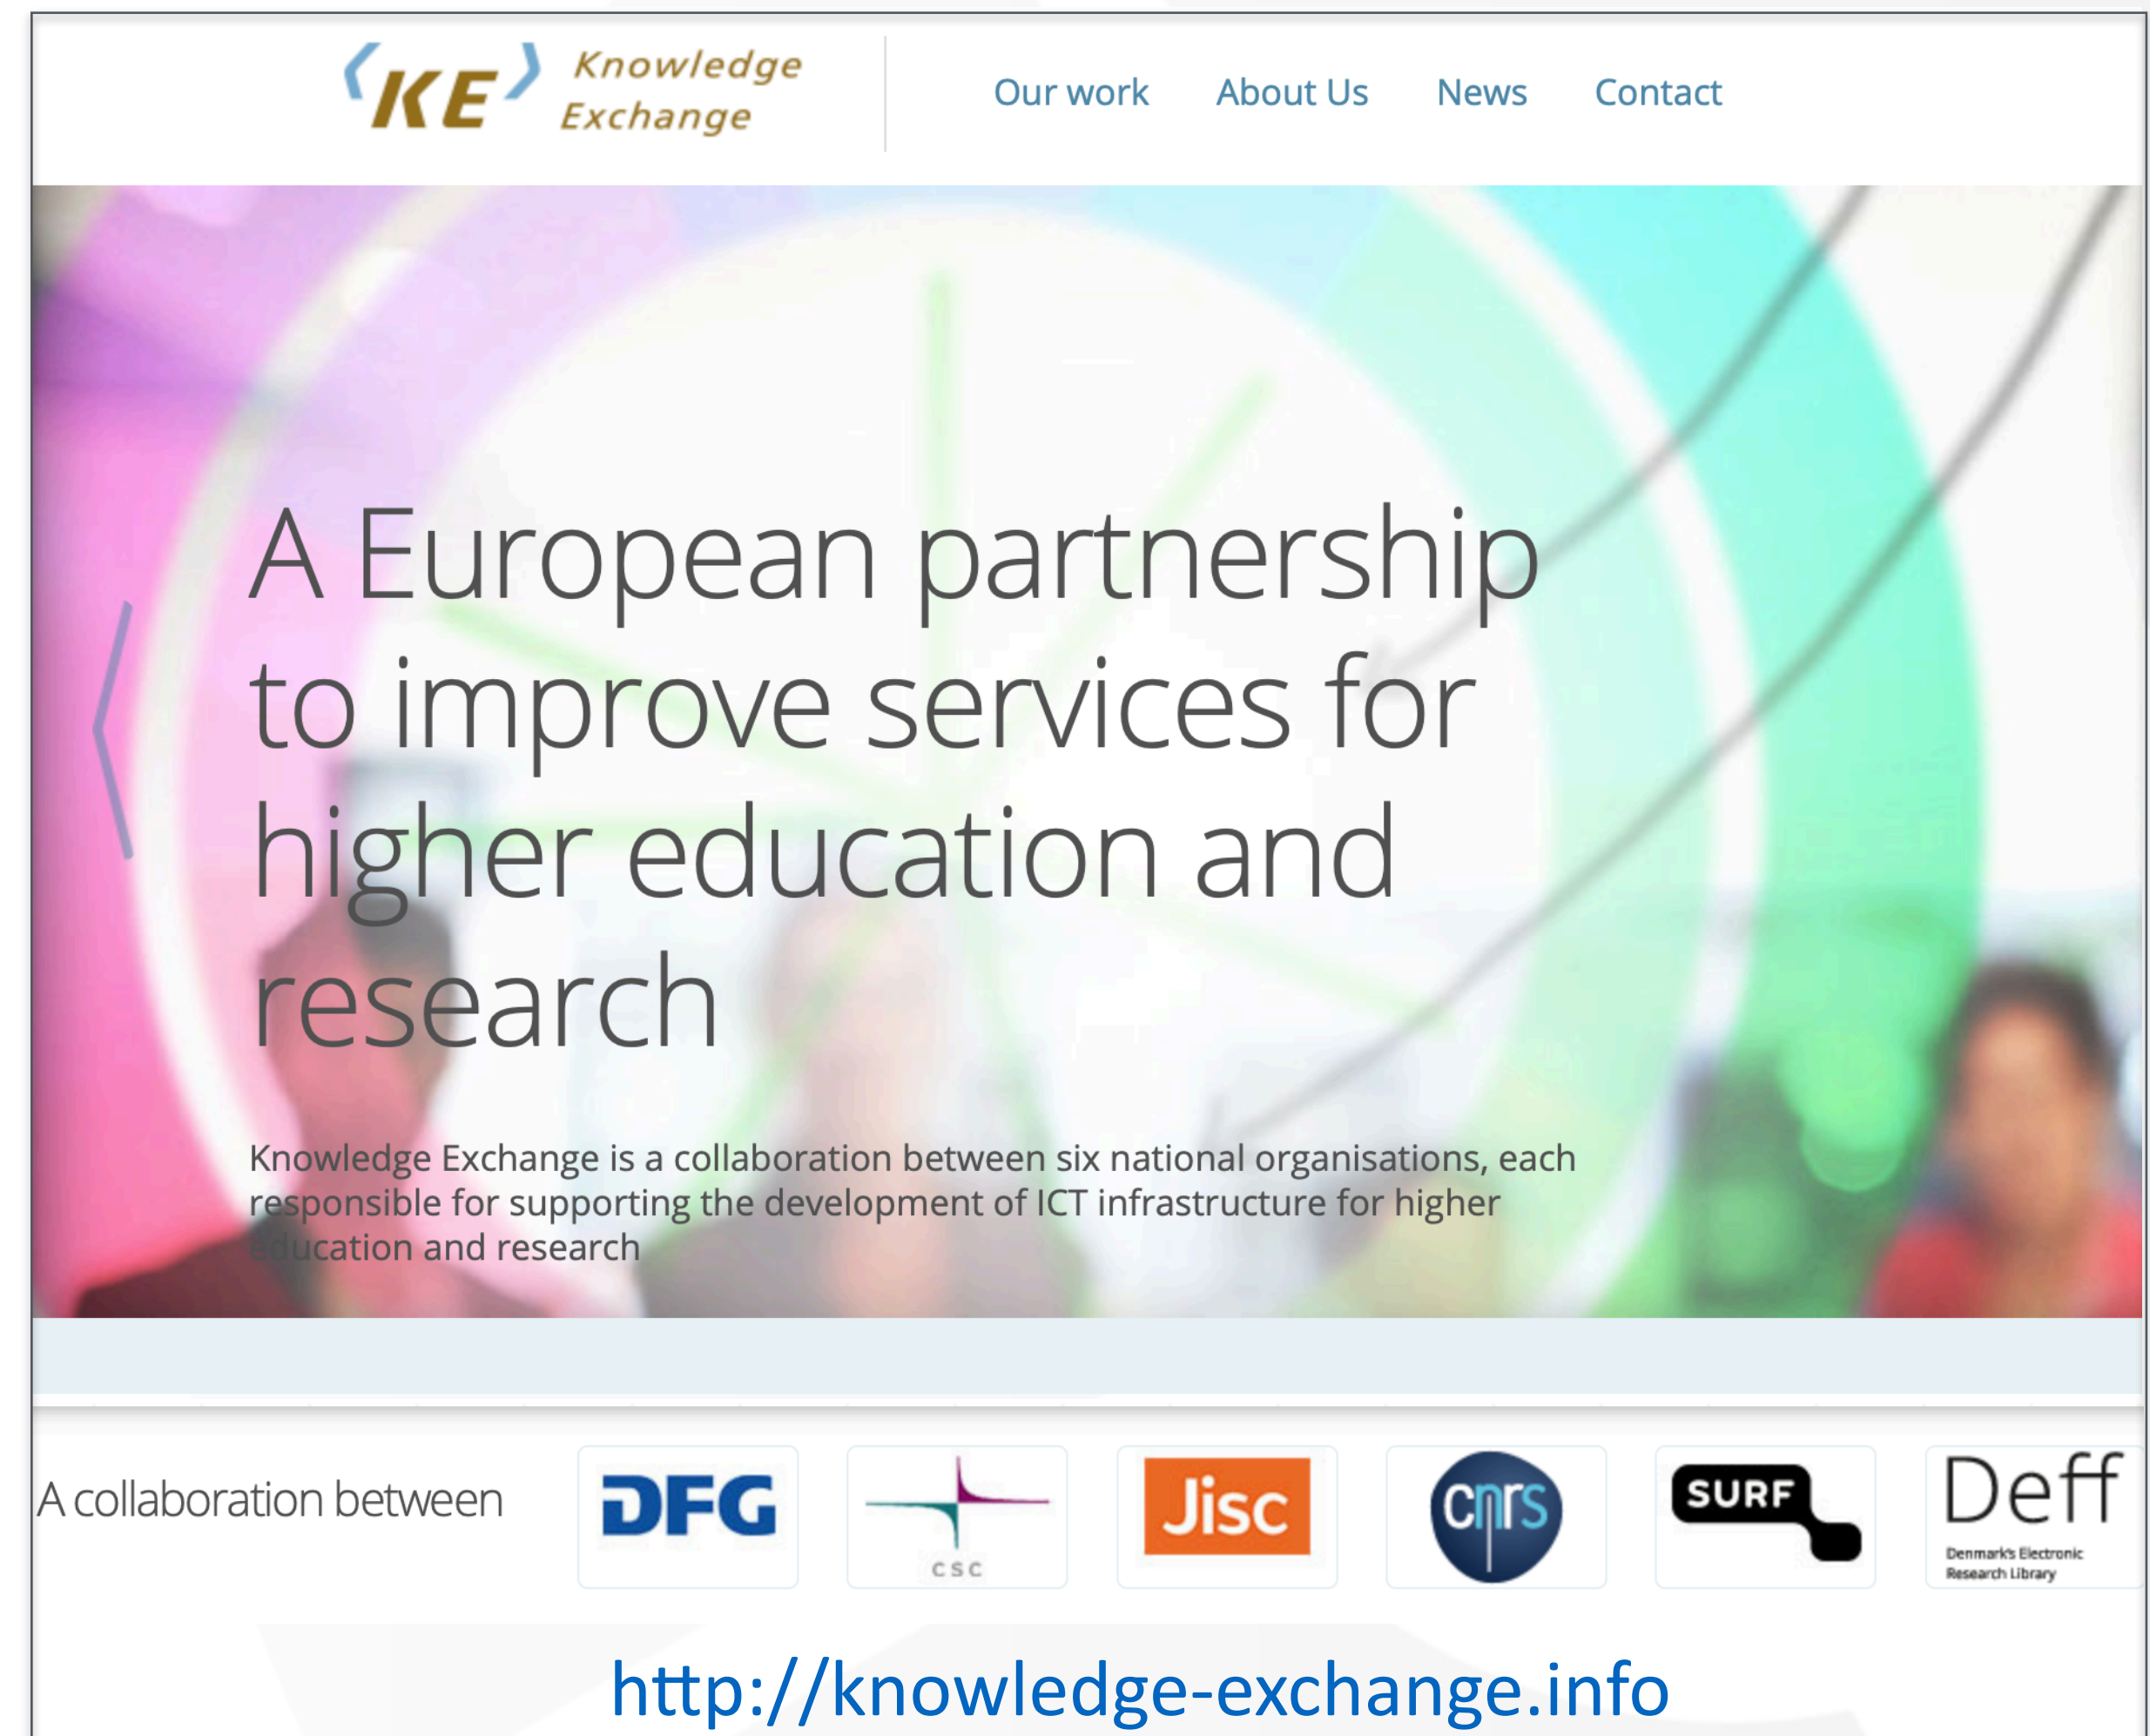 KE Knowledge Exchange
Our work About Us News Contact
A European partnership
to improve services for
higher education and
research
Knowledge Exchange is a collaboration between six national organisations, each
responsible for supporting the development of ICT infrastructure for higher
education and research
A collaboration between
DFG
CSC
Jisc
cnrs
SURF
Deff
Denmark's Electronic
Research Library
http://knowledge-exchange.info